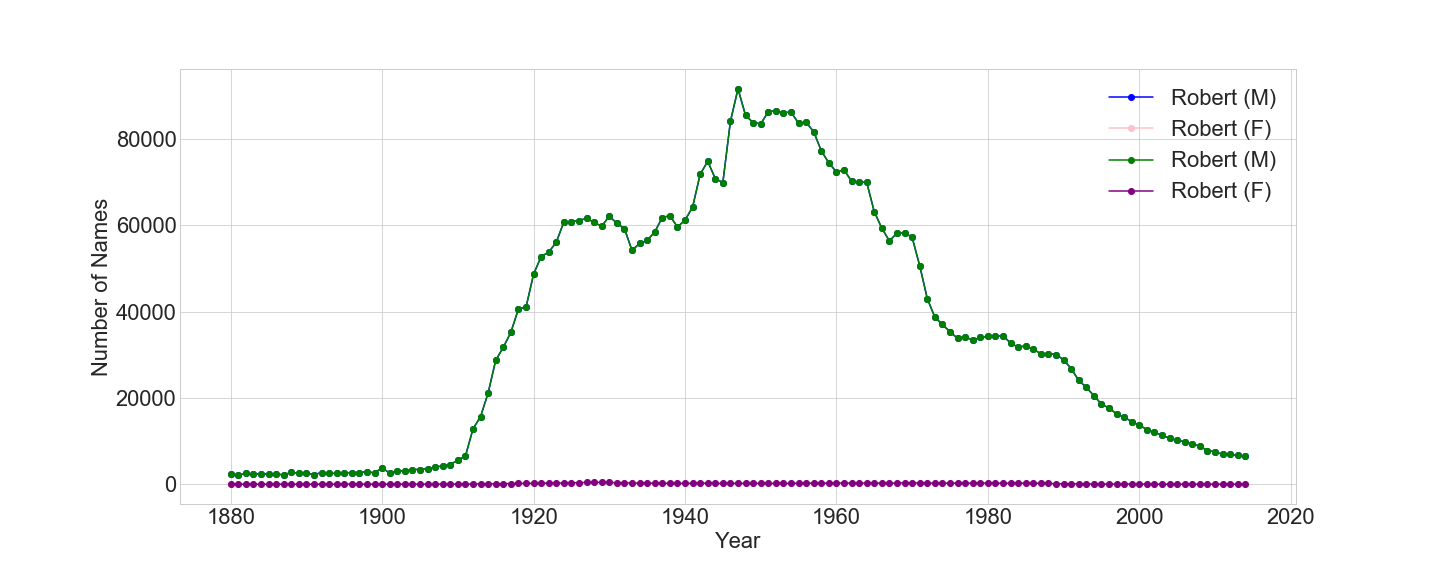 Robert (M)
Robert (F)
Robert (M)
Robert (F)
80000
60000
40000
20000
0
Number of Names
1880 1900 1920 1940 1960 1980 2000 2020
Year